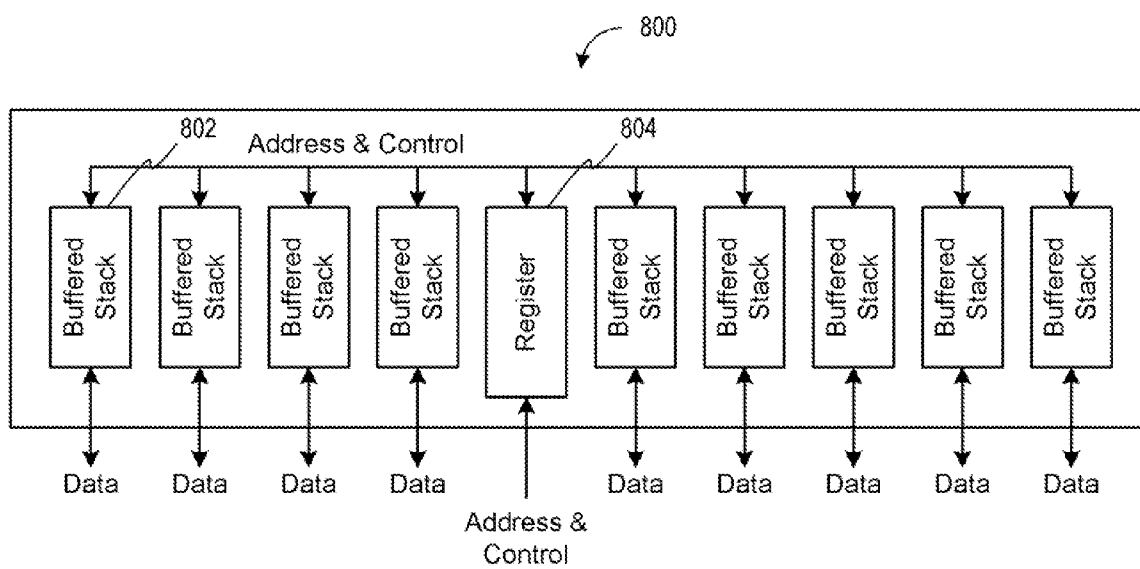 800
802
Address & Control
804
Buffered
Stack
Buffered
Stack
Buffered
Stack
Buffered
Stack
Register
Buffered
Stack
Buffered
Stack
Buffered
Stack
Buffered
Stack
Buffered
Stack
Data
Data
Data
Data
Data
Data
Data
Data
Data
Address &
Control